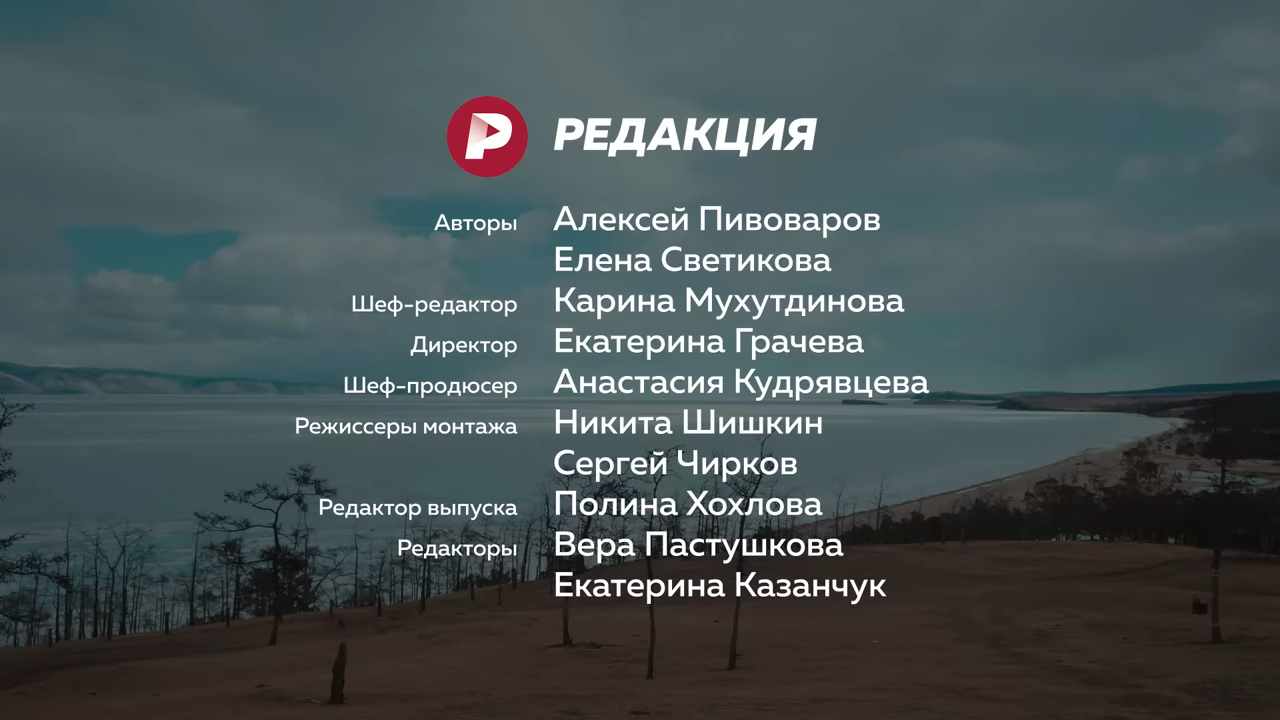 Р РЕДАКЦИЯ
Авторы Алексей Пивоваров
Елена Светикова
Шеф-редактор Карина Мухутдинова
Директор Екатерина Грачева
Шеф-продюсер Анастасия Кудрявцева
Режиссеры монтажа Никита Шишкин
Сергей Чирков
Редактор выпуска Полина Хохлова
Редакторы Вера Пастушкова
Екатерина Казанчук